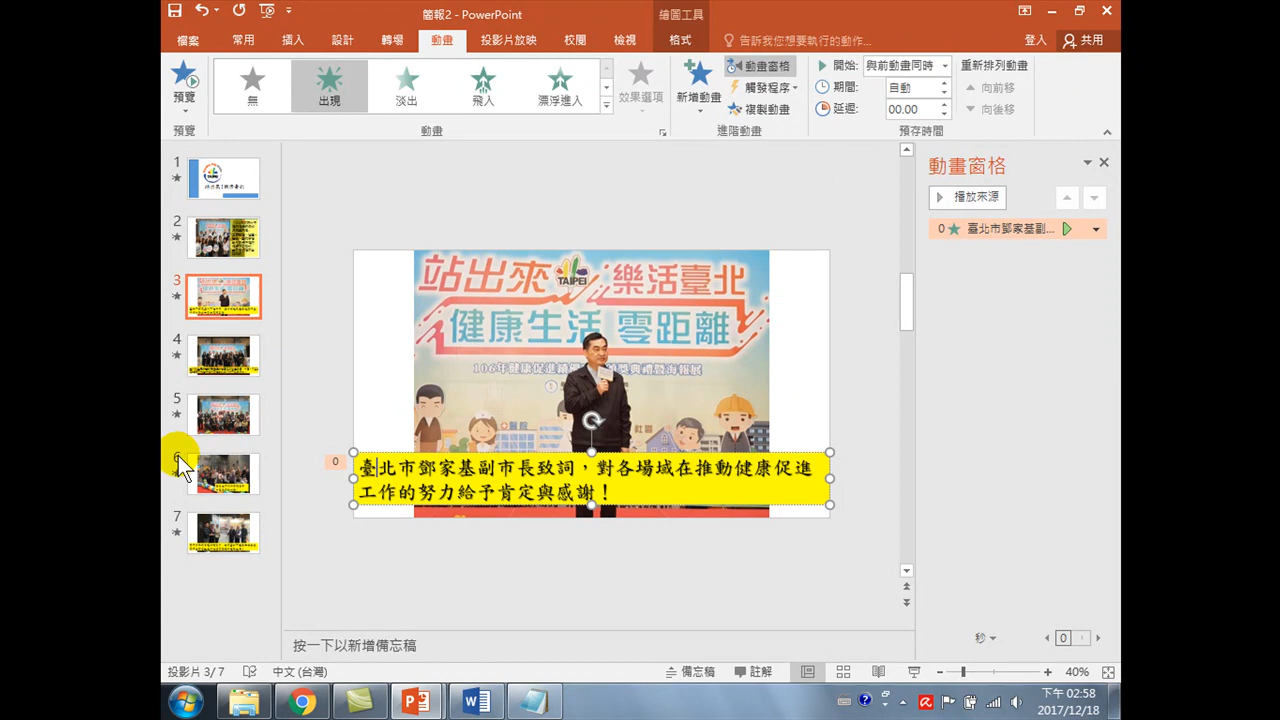 簡報2 - PowerPoint
繪圖工具
檔案
常用
插入
設計
轉場
動畫
投影片放映
校閱
檢視
格式
告訴我您想要執行的動作...
登入
共用
預覽
無
出現
淡出
飛入
漂浮進入
效果選項
新增動畫
動畫窗格
觸發程序
複製動畫
開始:
與前動畫同時
期間:
自動
延遲:
00.00
重新排列動畫
向前移
向後移
預覽
動畫
進階動畫
預存時間
1
2
3
4
5
6
7
站出來
TAIPEI
樂活臺北
健康生活 零距離
醫院
0
臺北市鄧家基副市長致詞，對各場域在推動健康促進
工作的努力給予肯定與感謝！
動畫窗格
播放來源
0
臺北市鄧家基副...
秒
0
按一下以新增備忘稿
投影片 3/7
中文 (台灣)
備忘稿
註解
40%
下午 02:58
2017/12/18